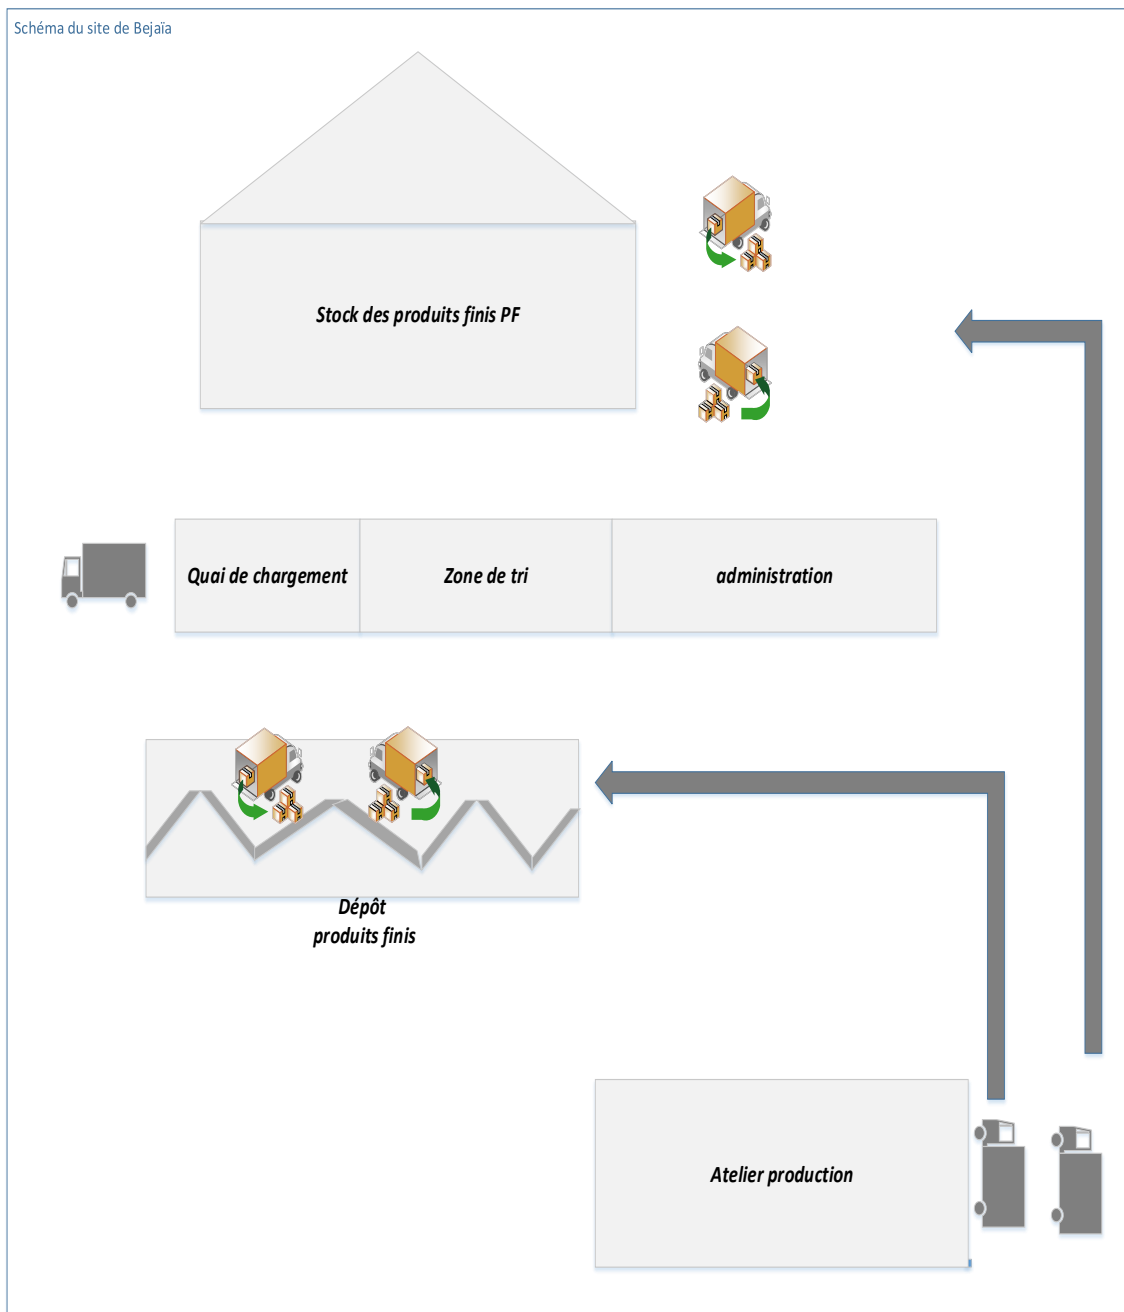 Schéma du site de Bejaïa
Stock des produits finis PF
Quai de chargement
Zone de tri
administration
Dépôt
produits finis
Atelier production